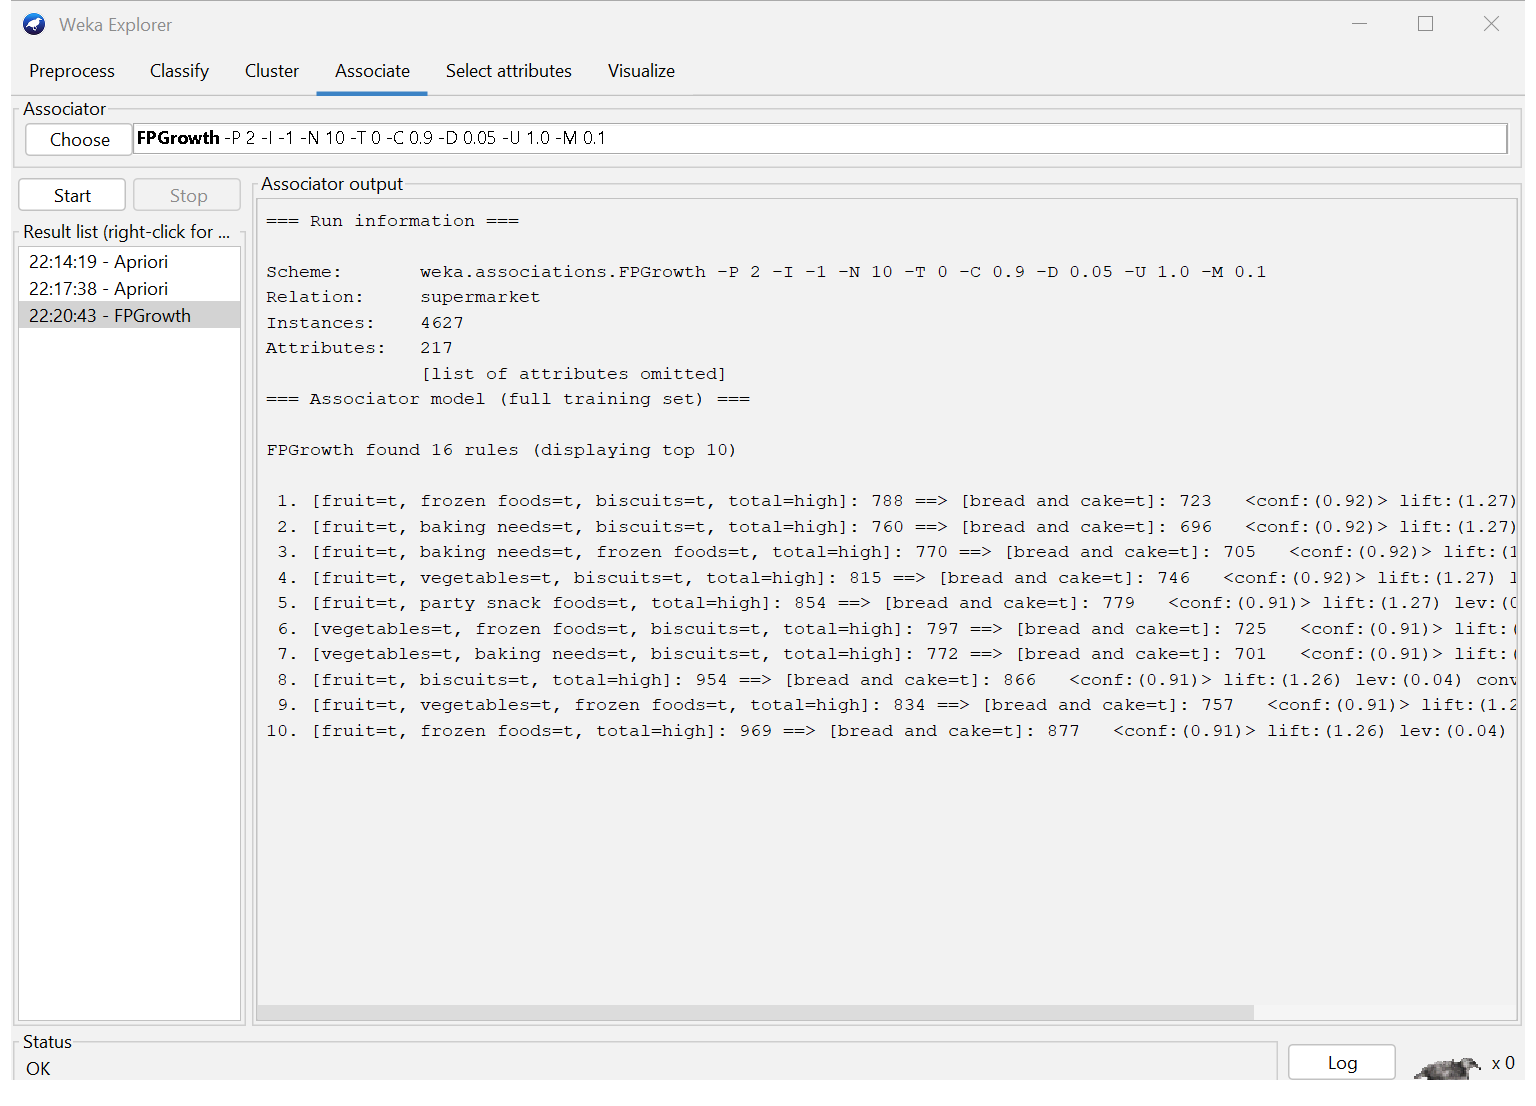 Weka Explorer
Preprocess Classify Cluster Associate Select attributes Visualize
Associator
Choose FPGrowth -P 2 -I -1 -N 10 -T 0 -C 0.9 -D 0.05 -U 1.0 -M 0.1
Start Stop
Result list (right-click for ...
22:14:19 - Apriori
22:17:38 - Apriori
22:20:43 - FPGrowth
Associator output
=== Run information ===
Scheme: weka.associations.FPGrowth -P 2 -I -1 -N 10 -T 0 -C 0.9 -D 0.05 -U 1.0 -M 0.1
Relation: supermarket
Instances: 4627
Attributes: 217
[list of attributes omitted]
=== Associator model (full training set) ===
FPGrowth found 16 rules (displaying top 10)
1. [fruit=t, frozen foods=t, biscuits=t, total=high]: 788 ==> [bread and cake=t]: 723 <conf:(0.92)> lift:(1.27)
2. [fruit=t, baking needs=t, biscuits=t, total=high]: 760 ==> [bread and cake=t]: 696 <conf:(0.92)> lift:(1.27)
3. [fruit=t, baking needs=t, frozen foods=t, total=high]: 770 ==> [bread and cake=t]: 705 <conf:(0.92)> lift:(1
4. [fruit=t, vegetables=t, biscuits=t, total=high]: 815 ==> [bread and cake=t]: 746 <conf:(0.92)> lift:(1.27)
5. [fruit=t, party snack foods=t, total=high]: 854 ==> [bread and cake=t]: 779 <conf:(0.91)> lift:(1.27) lev:(0
6. [vegetables=t, frozen foods=t, biscuits=t, total=high]: 797 ==> [bread and cake=t]: 725 <conf:(0.91)> lift:(
7. [vegetables=t, baking needs=t, biscuits=t, total=high]: 772 ==> [bread and cake=t]: 701 <conf:(0.91)> lift:(
8. [fruit=t, biscuits=t, total=high]: 954 ==> [bread and cake=t]: 866 <conf:(0.91)> lift:(1.26) lev:(0.04) conv
9. [fruit=t, vegetables=t, frozen foods=t, total=high]: 834 ==> [bread and cake=t]: 757 <conf:(0.91)> lift:(1.2
10. [fruit=t, frozen foods=t, total=high]: 969 ==> [bread and cake=t]: 877 <conf:(0.91)> lift:(1.26) lev:(0.04)
Status
OK
Log
x 0